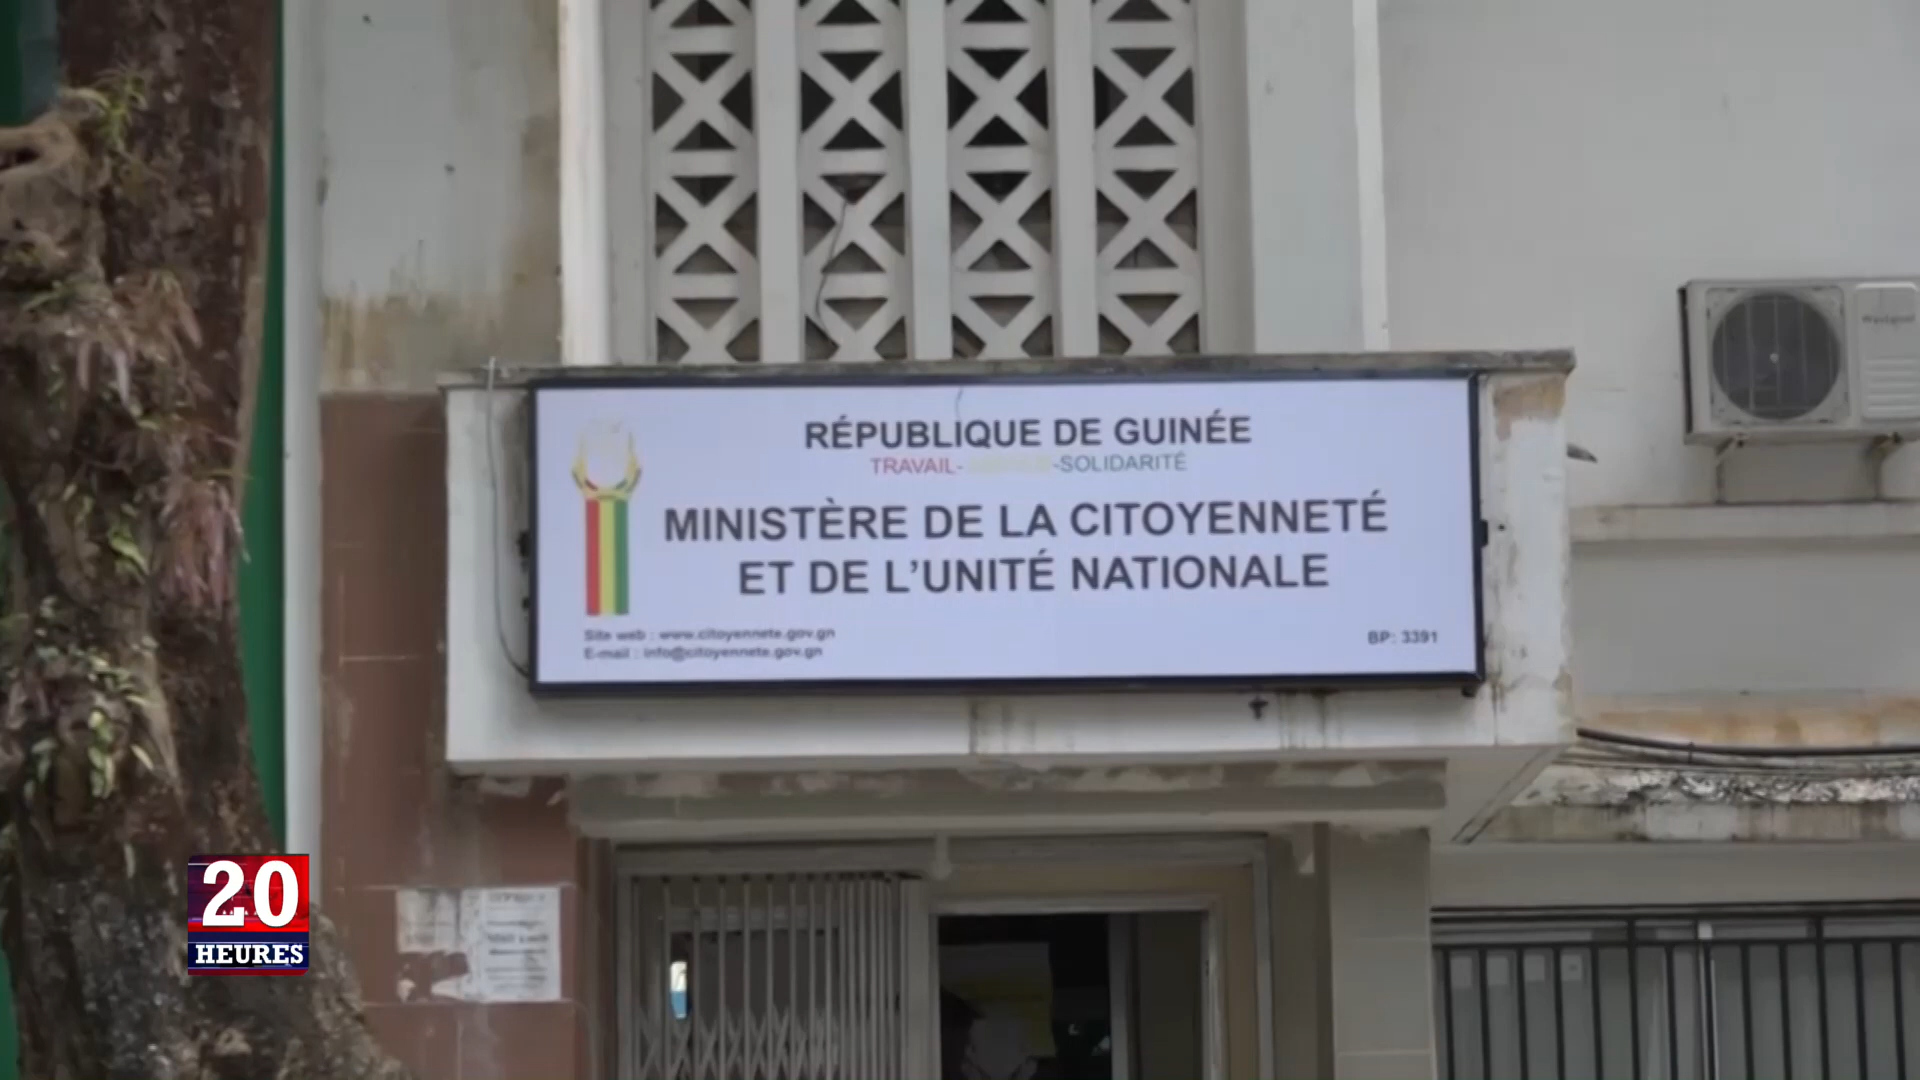 RÉPUBLIQUE DE GUINÉE
TRAVAIL- -SOLIDARITÉ
MINISTÈRE DE LA CITOYENNETÉ
ET DE L'UNITÉ NATIONALE
Site web : www.citoyennete.gov.gn
E-mail : info@citoyennete.gov.gn
BP: 3391
20
HEURES